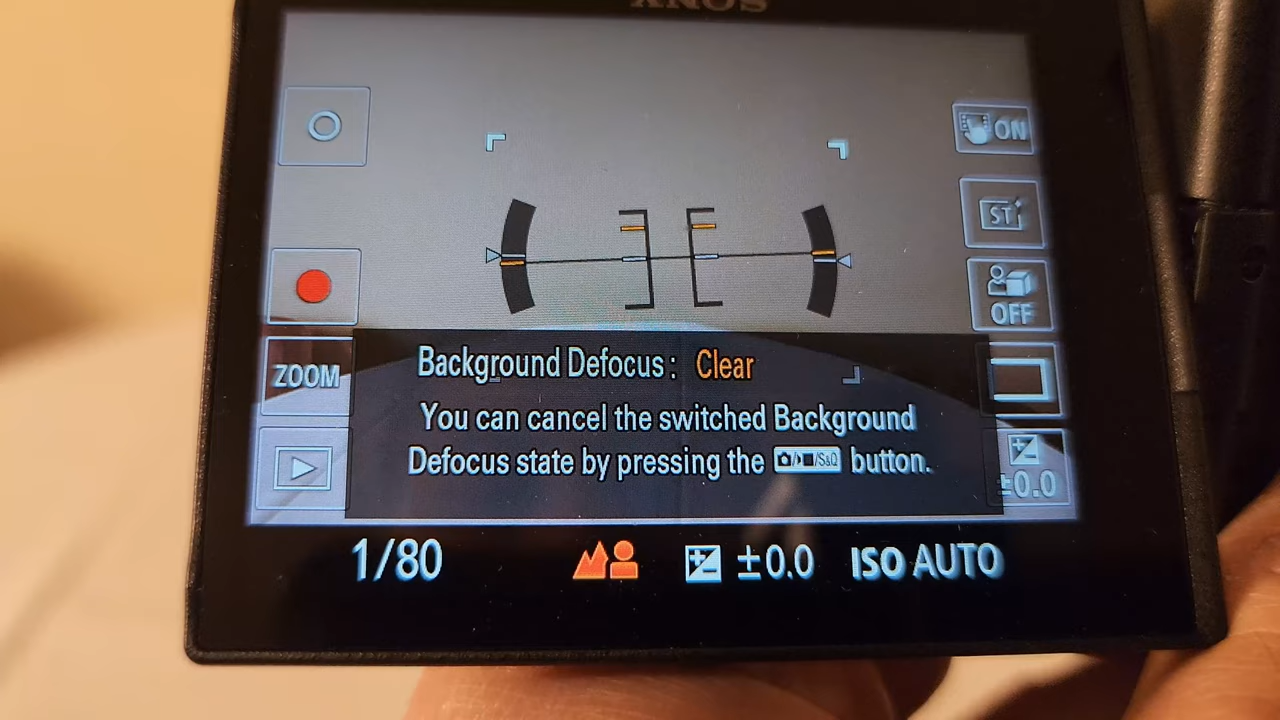 SONY
ON
ST
OFF
ZOOM
Background Defocus: Clear
You can cancel the switched Background
Defocus state by pressing the /S&Q button.
±0.0
1/80
±0.0
ISO AUTO